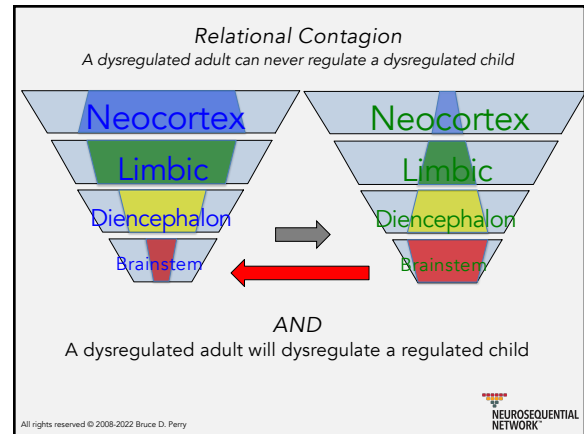 Relational Contagion
A dysregulated adult can never regulate a dysregulated child
Neocortex
Limbic
Diencephalon
Brainstem
Neocortex
Limbic
Diencephalon
Brainstem
AND
A dysregulated adult will dysregulate a regulated child
All rights reserved © 2008-2022 Bruce D. Perry
NEUROSEQUENTIAL
NETWORK™